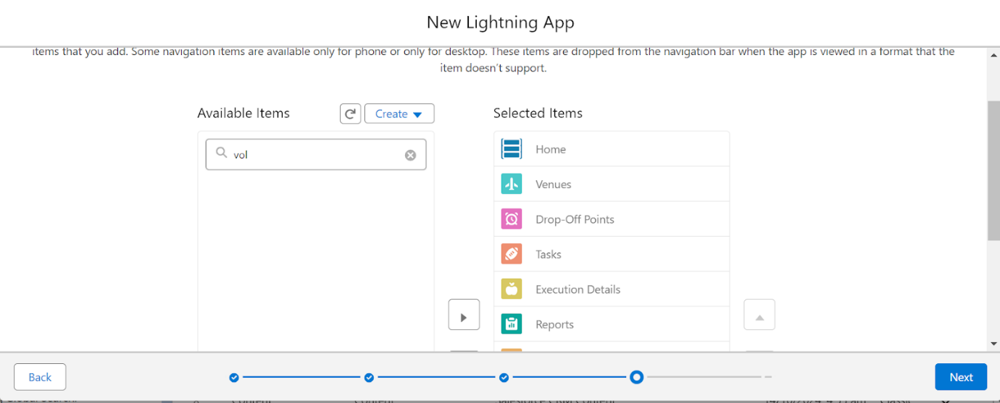 New Lightning App
items that you add. Some navigation items are available only for phone or only for desktop. These items are dropped from the navigation bar when the app is viewed in a format that the
item doesn't support.
Available Items
Create
Selected Items
vol
Home
Venues
Drop-Off Points
Tasks
Execution Details
Reports
Back
Next